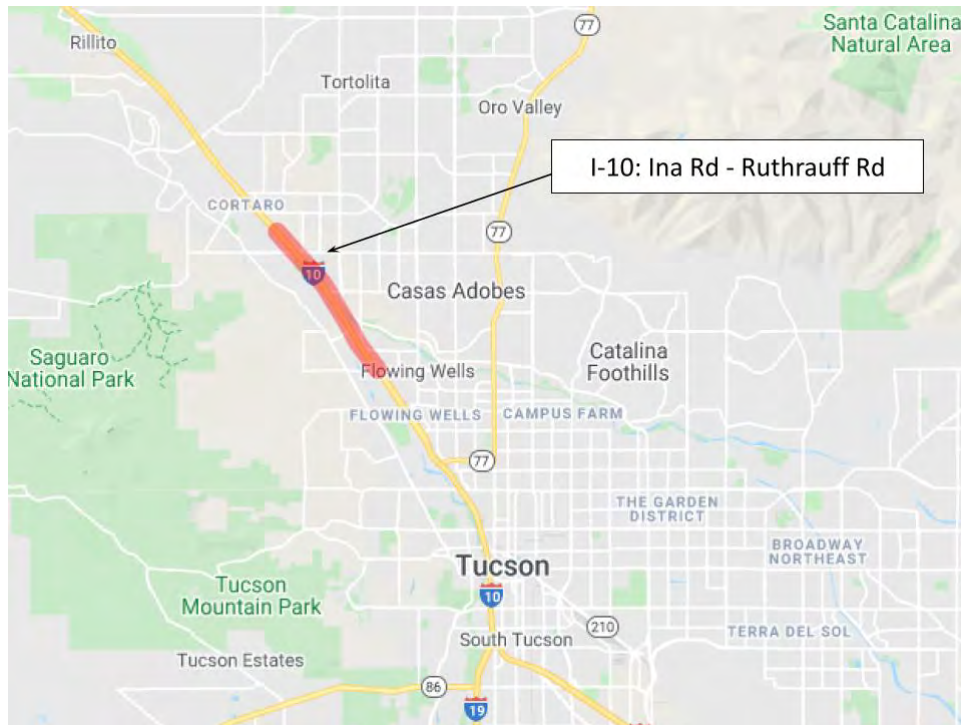 77
Santa Catalina
Natural Area
Rillito
Tortolita
Oro Valley
I-10: Ina Rd - Ruthrauff Rd
CORTARO
77
10
Casas Adobes
Saguaro
National Park
Catalina
Foothills
Flowing Wells
FLOWING WELLS
CAMPUS FARM
77
THE GARDEN
DISTRICT
BROADWAY
NORTHEAST
Tucson
Tucson
Mountain Park
10
210
South Tucson
TERRA DEL SOL
Tucson Estates
86
19